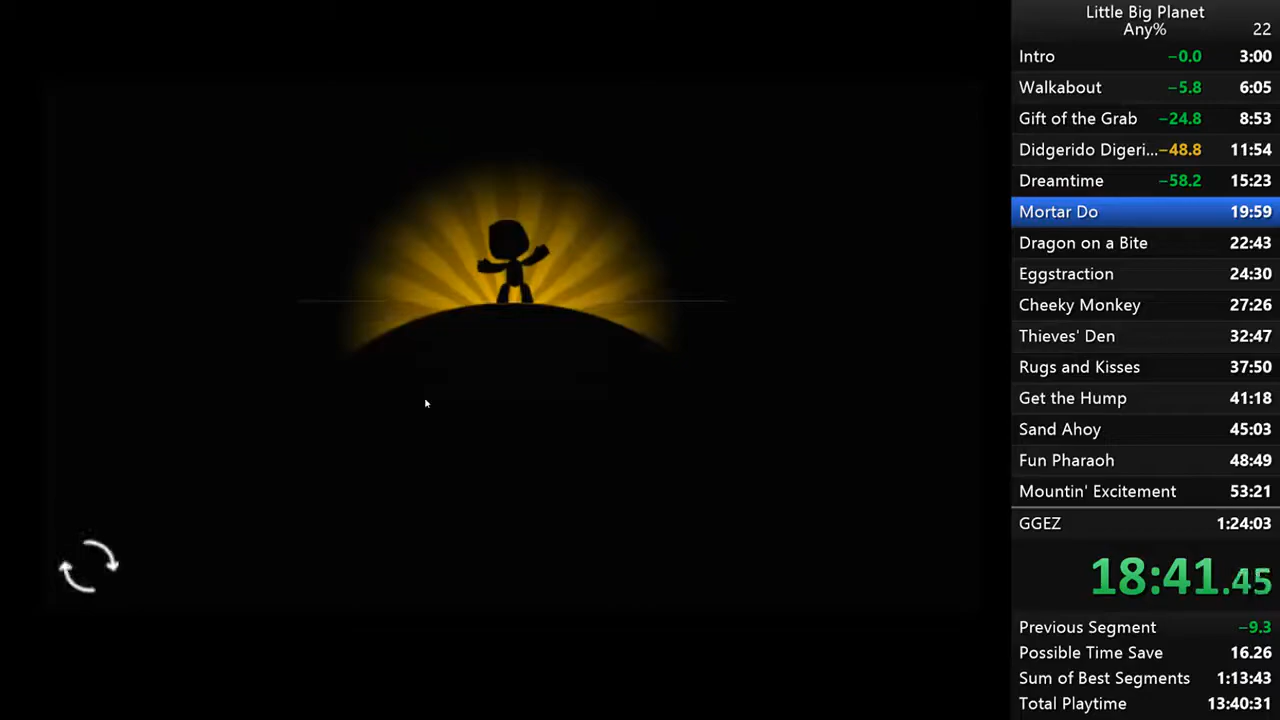 Little Big Planet
Any% 22
Intro −0.0 3:00
Walkabout −5.8 6:05
Gift of the Grab −24.8 8:53
Didgerido Digeri... −48.8 11:54
Dreamtime −58.2 15:23
Mortar Do 19:59
Dragon on a Bite 22:43
Eggstraction 24:30
Cheeky Monkey 27:26
Thieves' Den 32:47
Rugs and Kisses 37:50
Get the Hump 41:18
Sand Ahoy 45:03
Fun Pharaoh 48:49
Mountin' Excitement 53:21
GGEZ 1:24:03
18:41.45
Previous Segment −9.3
Possible Time Save 16.26
Sum of Best Segments 1:13:43
Total Playtime 13:40:31